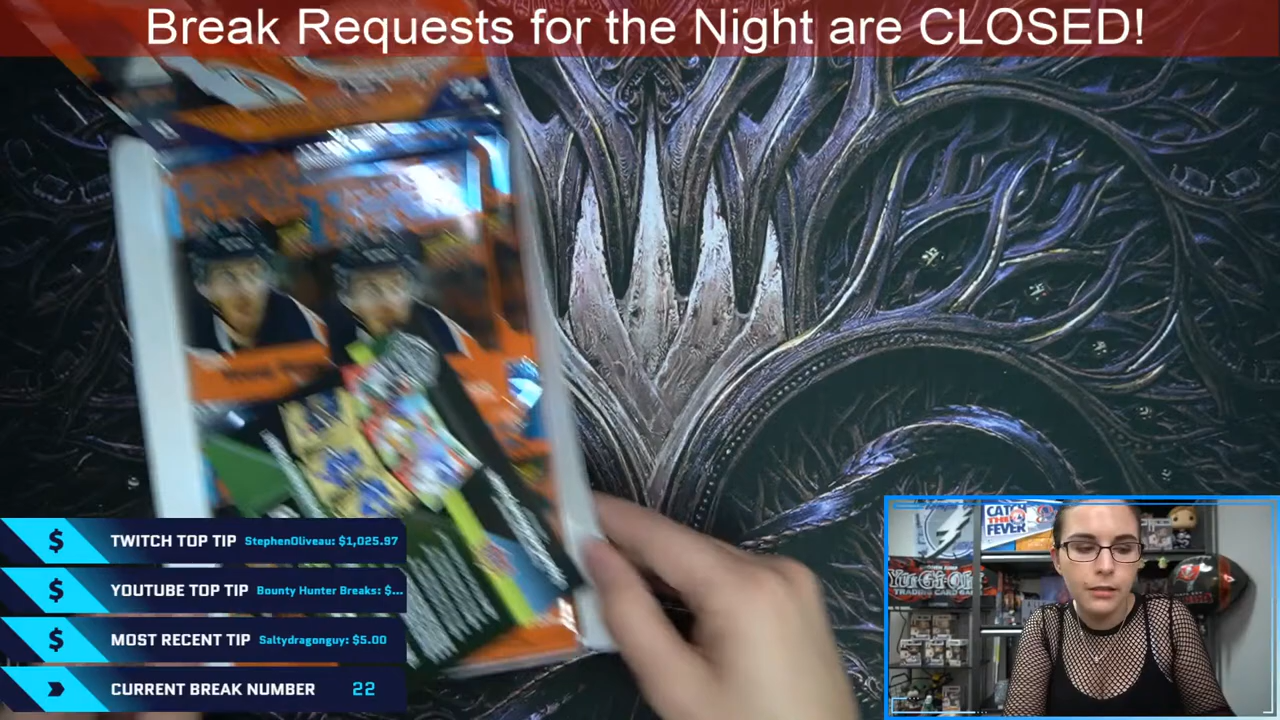 Break Requests for the Night are CLOSED!
TWITCH TOP TIP StephenOliveau: $1,025.97
YOUTUBE TOP TIP Bounty Hunter Breaks: $...
MOST RECENT TIP Saltydragonguy: $5.00
CURRENT BREAK NUMBER 22
CATCH
THE
FEVER
Yu-Gi-Oh!
TRADING CARD GAME